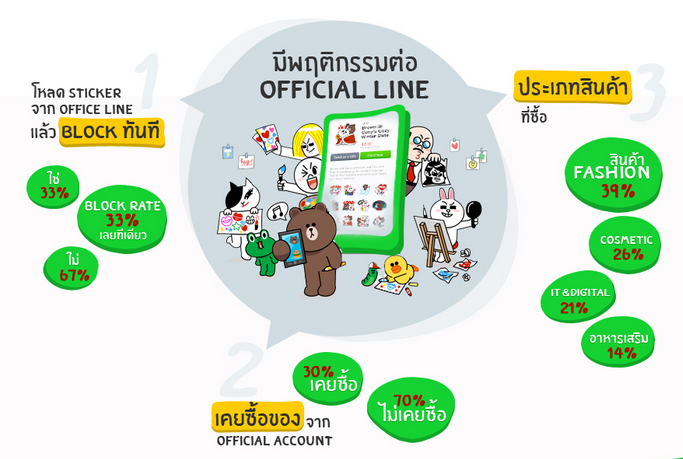 มีพฤติกรรมต่อ
OFFICIAL LINE
1
โหลด STICKER
จาก OFFICE LINE
แล้ว BLOCK ทันที
ใช่
33%
BLOCK RATE
33%
เลยทีเดียว
ไม่
67%
2
30%
เคยซื้อ
70%
ไม่เคยซื้อ
เคยซื้อของ จาก
OFFICIAL ACCOUNT
3
ประเภทสินค้า
ที่ซื้อ
สินค้า
FASHION
39%
COSMETIC
26%
IT & DIGITAL
21%
อาหารเสริม
14%